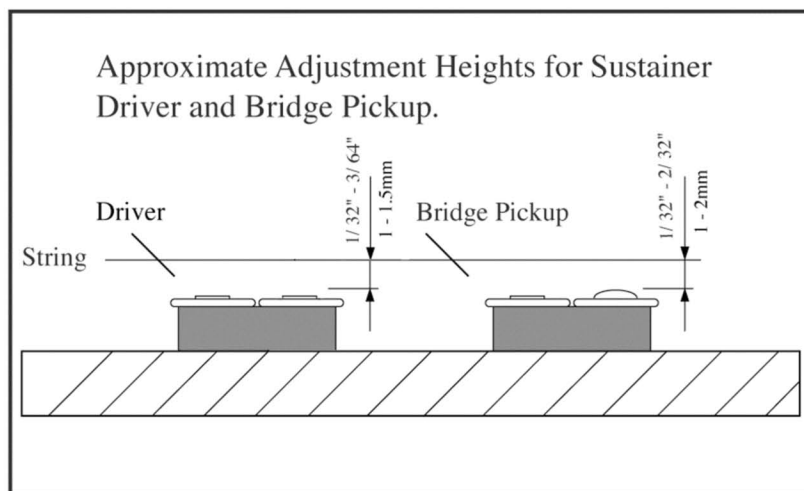 Approximate Adjustment Heights for Sustainer
Driver and Bridge Pickup.
1/ 32" - 3/ 64"
1 - 1.5mm
1/ 32" - 2/ 32"
1 - 2mm
Driver
Bridge Pickup
String